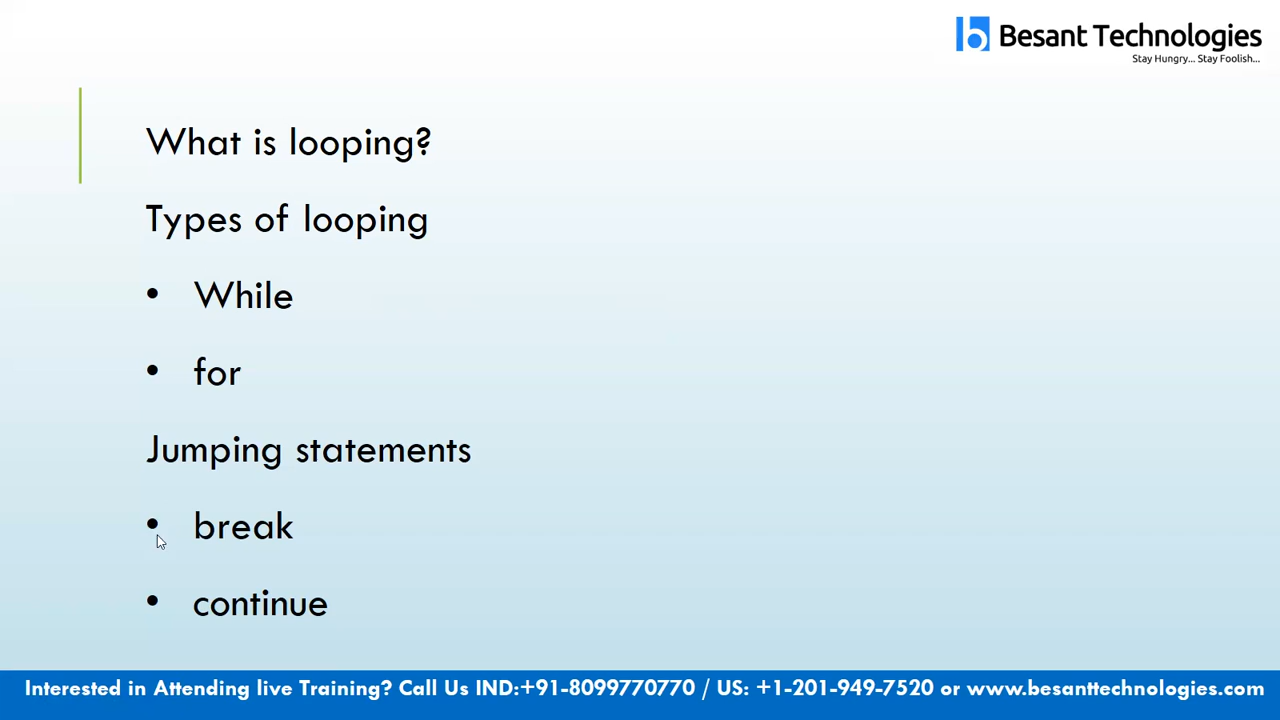 Besant Technologies
Stay Hungry... Stay Foolish...
What is looping?
Types of looping
• While
• for
Jumping statements
• break
• continue
Interested in Attending live Training? Call Us IND:+91-8099770770 / US: +1-201-949-7520 or www.besanttechnologies.com